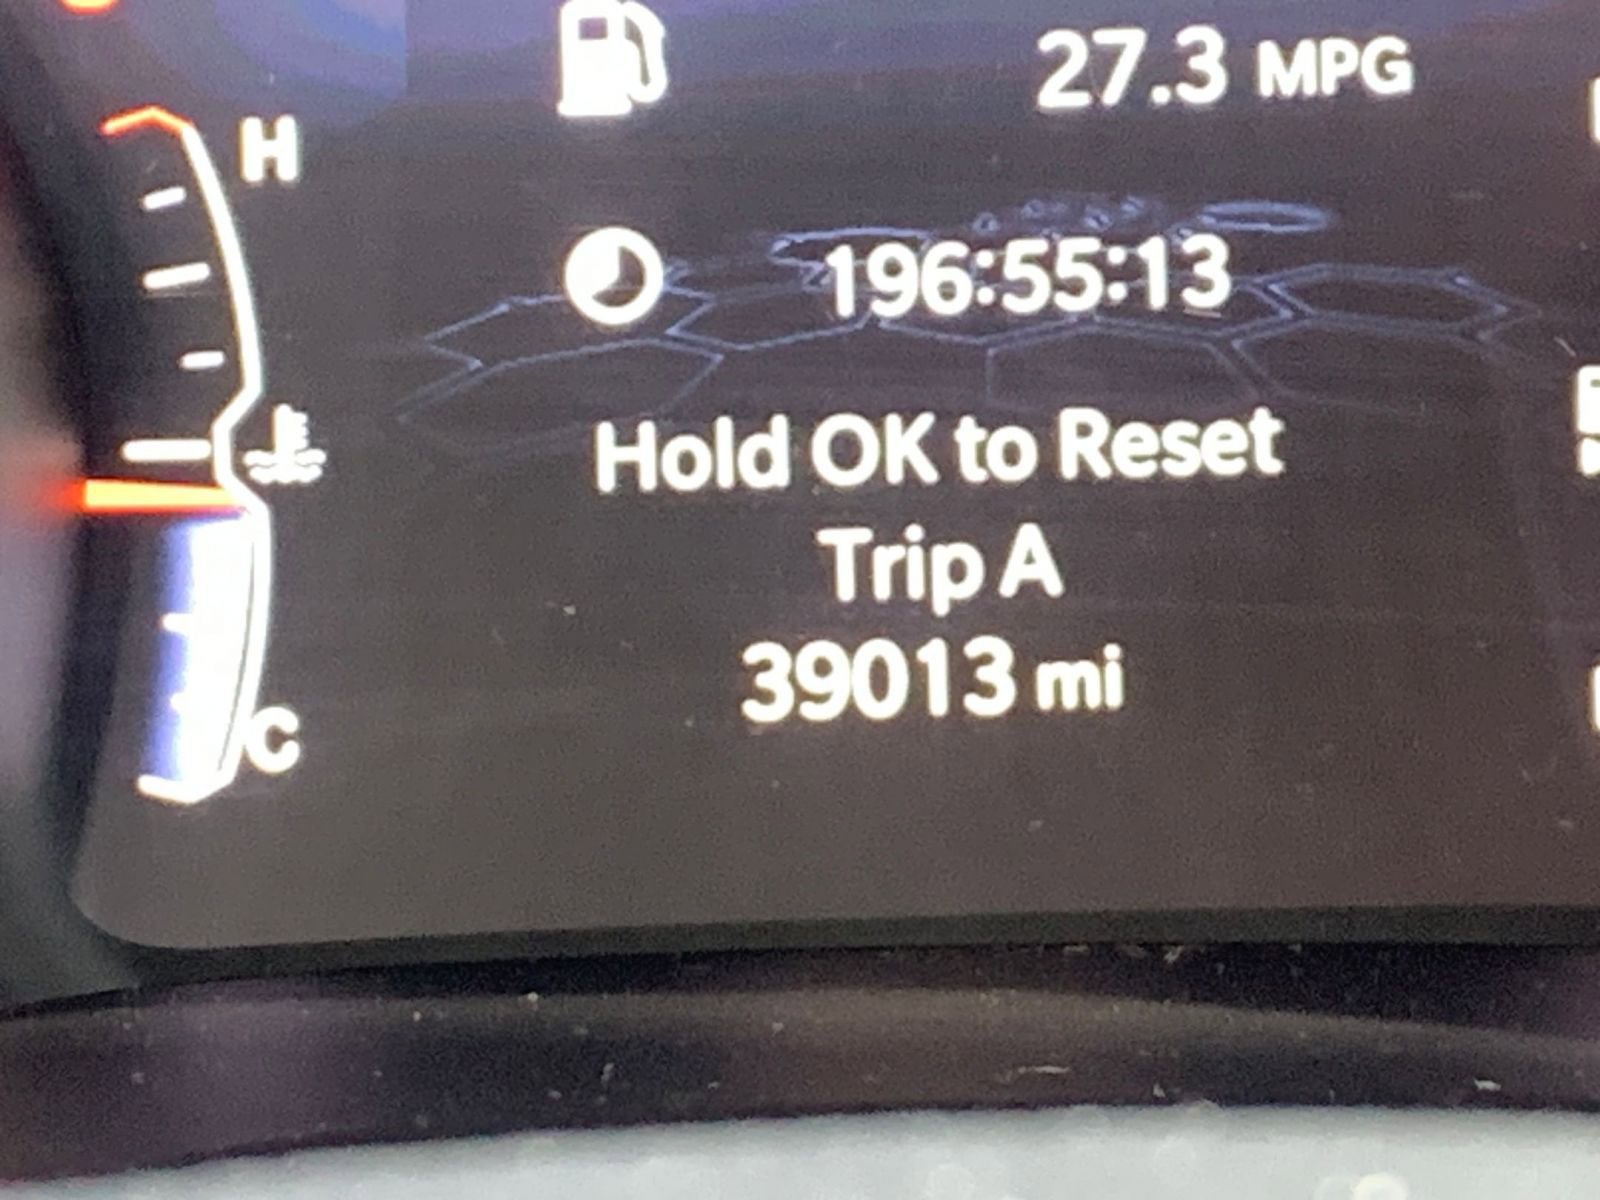 27.3 MPG
H
196:55:13
Hold OK to Reset
Trip A
39013 mi
C